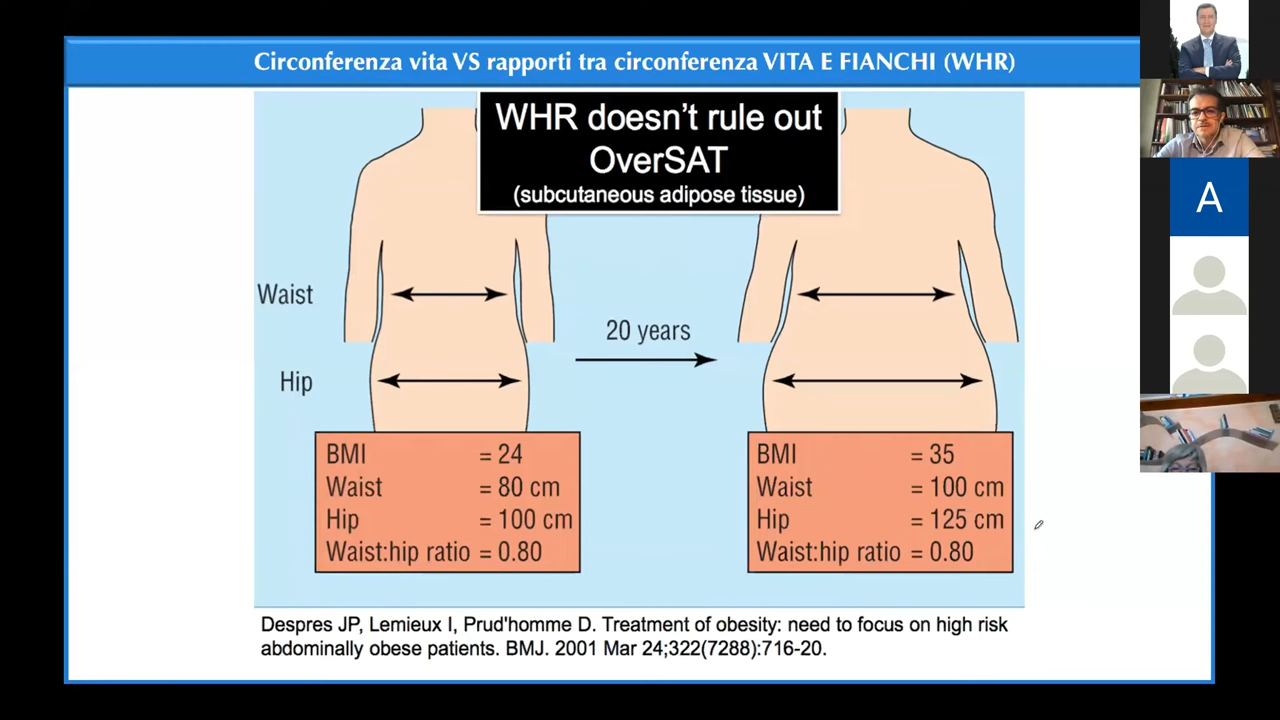 Circonferenza vita VS rapporti tra circonferenza VITA E FIANCHI (WHR)
WHR doesn't rule out
OverSAT
(subcutaneous adipose tissue)
Waist
Hip
20 years
BMI = 24
Waist = 80 cm
Hip = 100 cm
Waist:hip ratio = 0.80
BMI = 35
Waist = 100 cm
Hip = 125 cm
Waist:hip ratio = 0.80
Despres JP, Lemieux I, Prud'homme D. Treatment of obesity: need to focus on high risk
abdominally obese patients. BMJ. 2001 Mar 24;322(7288):716-20.
A